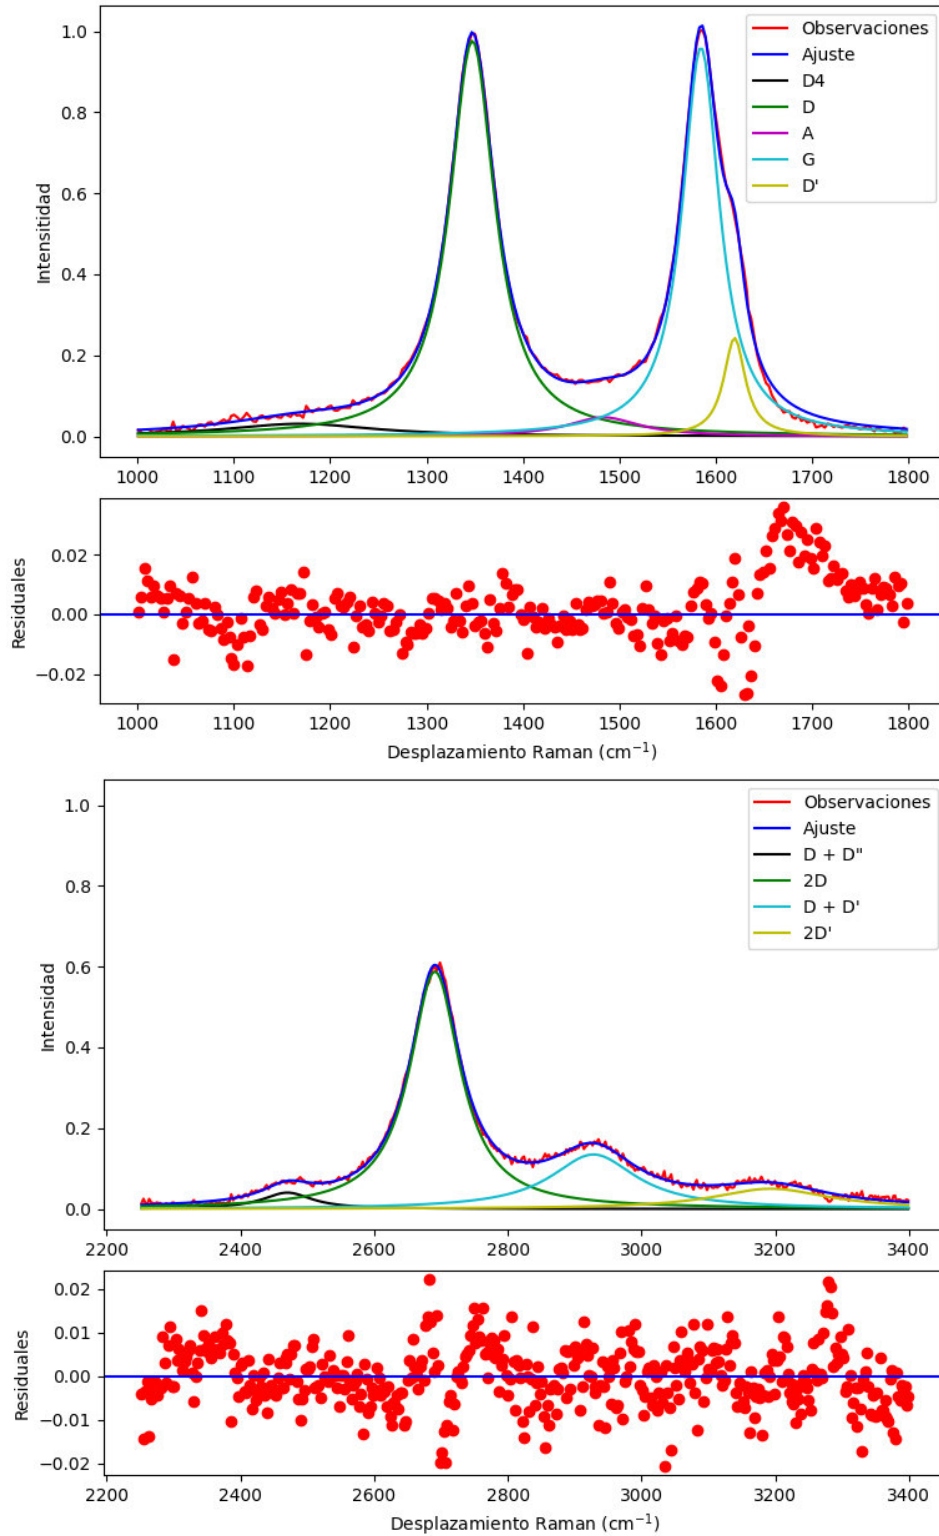 Observaciones
Ajuste
D4
D
A
G
D'
Intensitidad
1.0
0.8
0.6
0.4
0.2
0.0
1000 1100 1200 1300 1400 1500 1600 1700 1800
Residuales
0.02
0.00
−0.02
1000 1100 1200 1300 1400 1500 1600 1700 1800
Desplazamiento Raman (cm⁻¹)
Observaciones
Ajuste
D + D"
2D
D + D'
2D'
Intensidad
1.0
0.8
0.6
0.4
0.2
0.0
2200 2400 2600 2800 3000 3200 3400
Residuales
0.02
0.01
0.00
−0.01
−0.02
2200 2400 2600 2800 3000 3200 3400
Desplazamiento Raman (cm⁻¹)